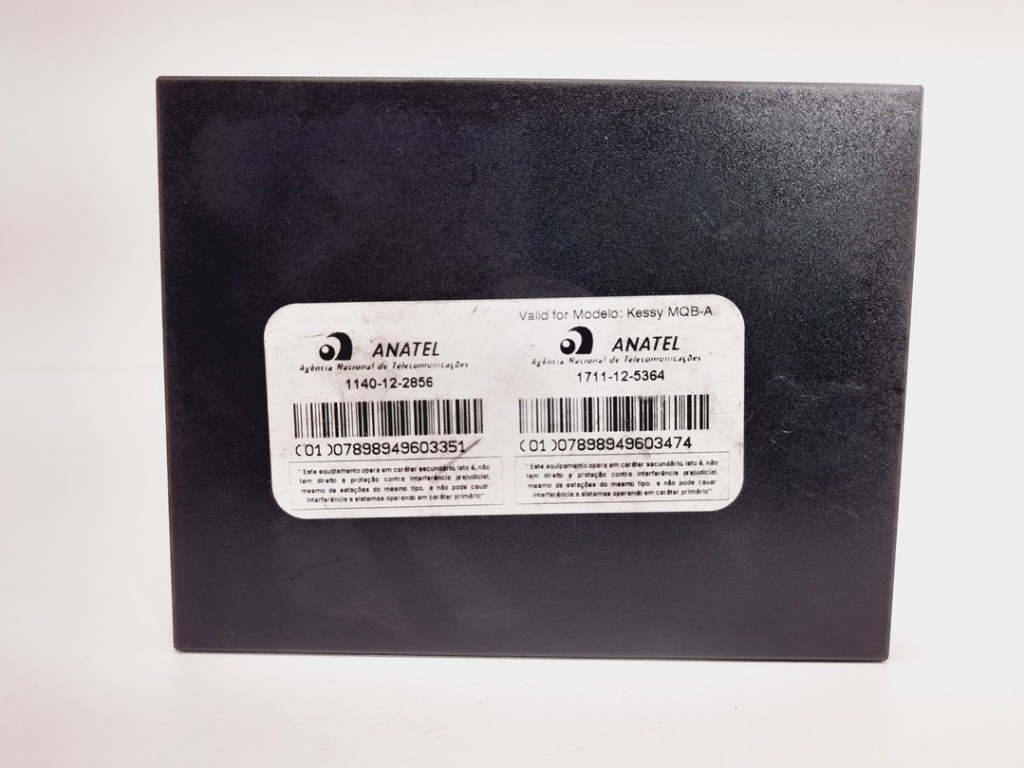 Valid for Modelo: Kessy MQB-A
ANATEL
Agência Nacional de Telecomunicações
1140-12-2856
(01)07898949603351
"Este equipamento opera em caráter secundário, isto é, não
tem direito a proteção contra interferência prejudicial,
mesmo de estações do mesmo tipo, e não pode cauar
interferência a sistemas operando em caráter primário"
ANATEL
Agência Nacional de Telecomunicações
1711-12-5364
(01)07898949603474
"Este equipamento opera em caráter secundário, isto é, não
tem direito a proteção contra interferência prejudicial,
mesmo de estações do mesmo tipo, e não pode cauar
interferência a sistemas operando em caráter primário"